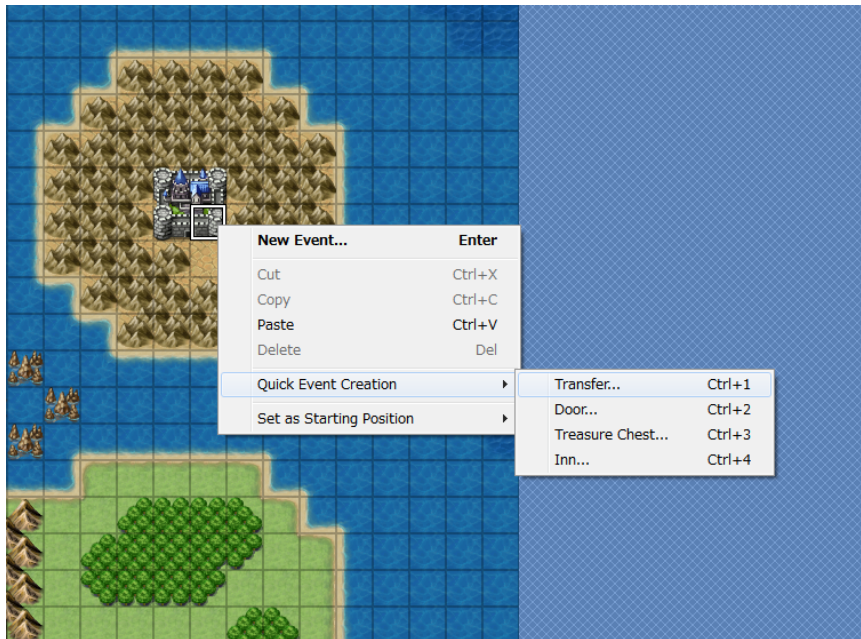 New Event... Enter
Cut Ctrl+X
Copy Ctrl+C
Paste Ctrl+V
Delete Del
Quick Event Creation
Set as Starting Position
Transfer... Ctrl+1
Door... Ctrl+2
Treasure Chest... Ctrl+3
Inn... Ctrl+4